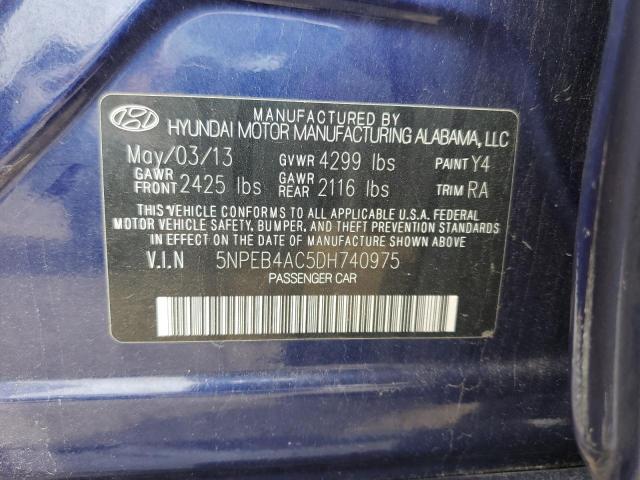 MANUFACTURED BY
HYUNDAI MOTOR MANUFACTURING ALABAMA, LLC
May/03/13 GVWR 4299 lbs PAINT Y4
GAWR FRONT 2425 lbs GAWR REAR 2116 lbs TRIM RA
THIS VEHICLE CONFORMS TO ALL APPLICABLE U.S.A. FEDERAL
MOTOR VEHICLE SAFETY, BUMPER, AND THEFT PREVENTION STANDARDS
IN EFFECT ON THE DATE OF MANUFACTURE SHOWN ABOVE
V.I.N 5NPEB4AC5DH740975
PASSENGER CAR